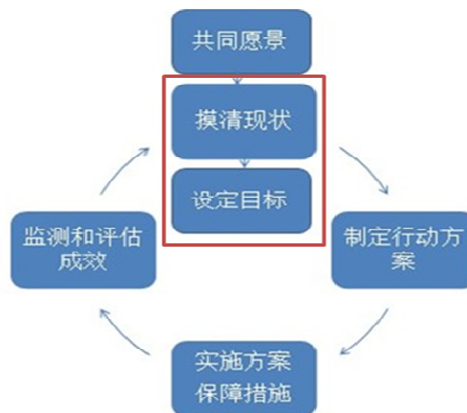 共同愿景
摸清现状
设定目标
监测和评估
成效
制定行动方
案
实施方案
保障措施